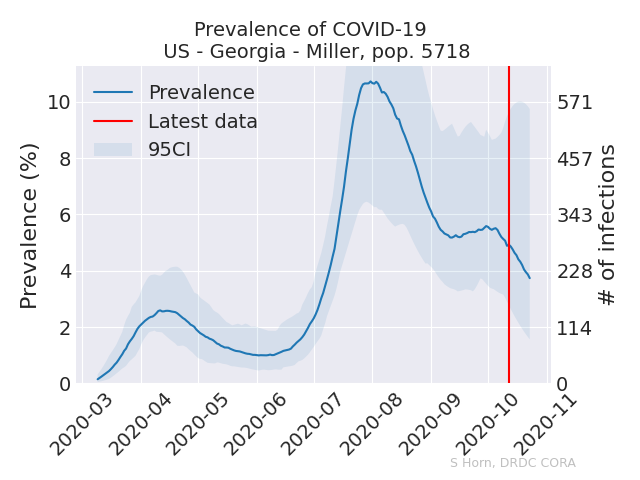 Prevalence of COVID-19
US - Georgia - Miller, pop. 5718
Prevalence
Latest data
95CI
Prevalence (%)
10
8
6
4
2
0
571
457
343
228
114
0
# of infections
2020-03
2020-04
2020-05
2020-06
2020-07
2020-08
2020-09
2020-10
2020-11
S Horn, DRDC CORA